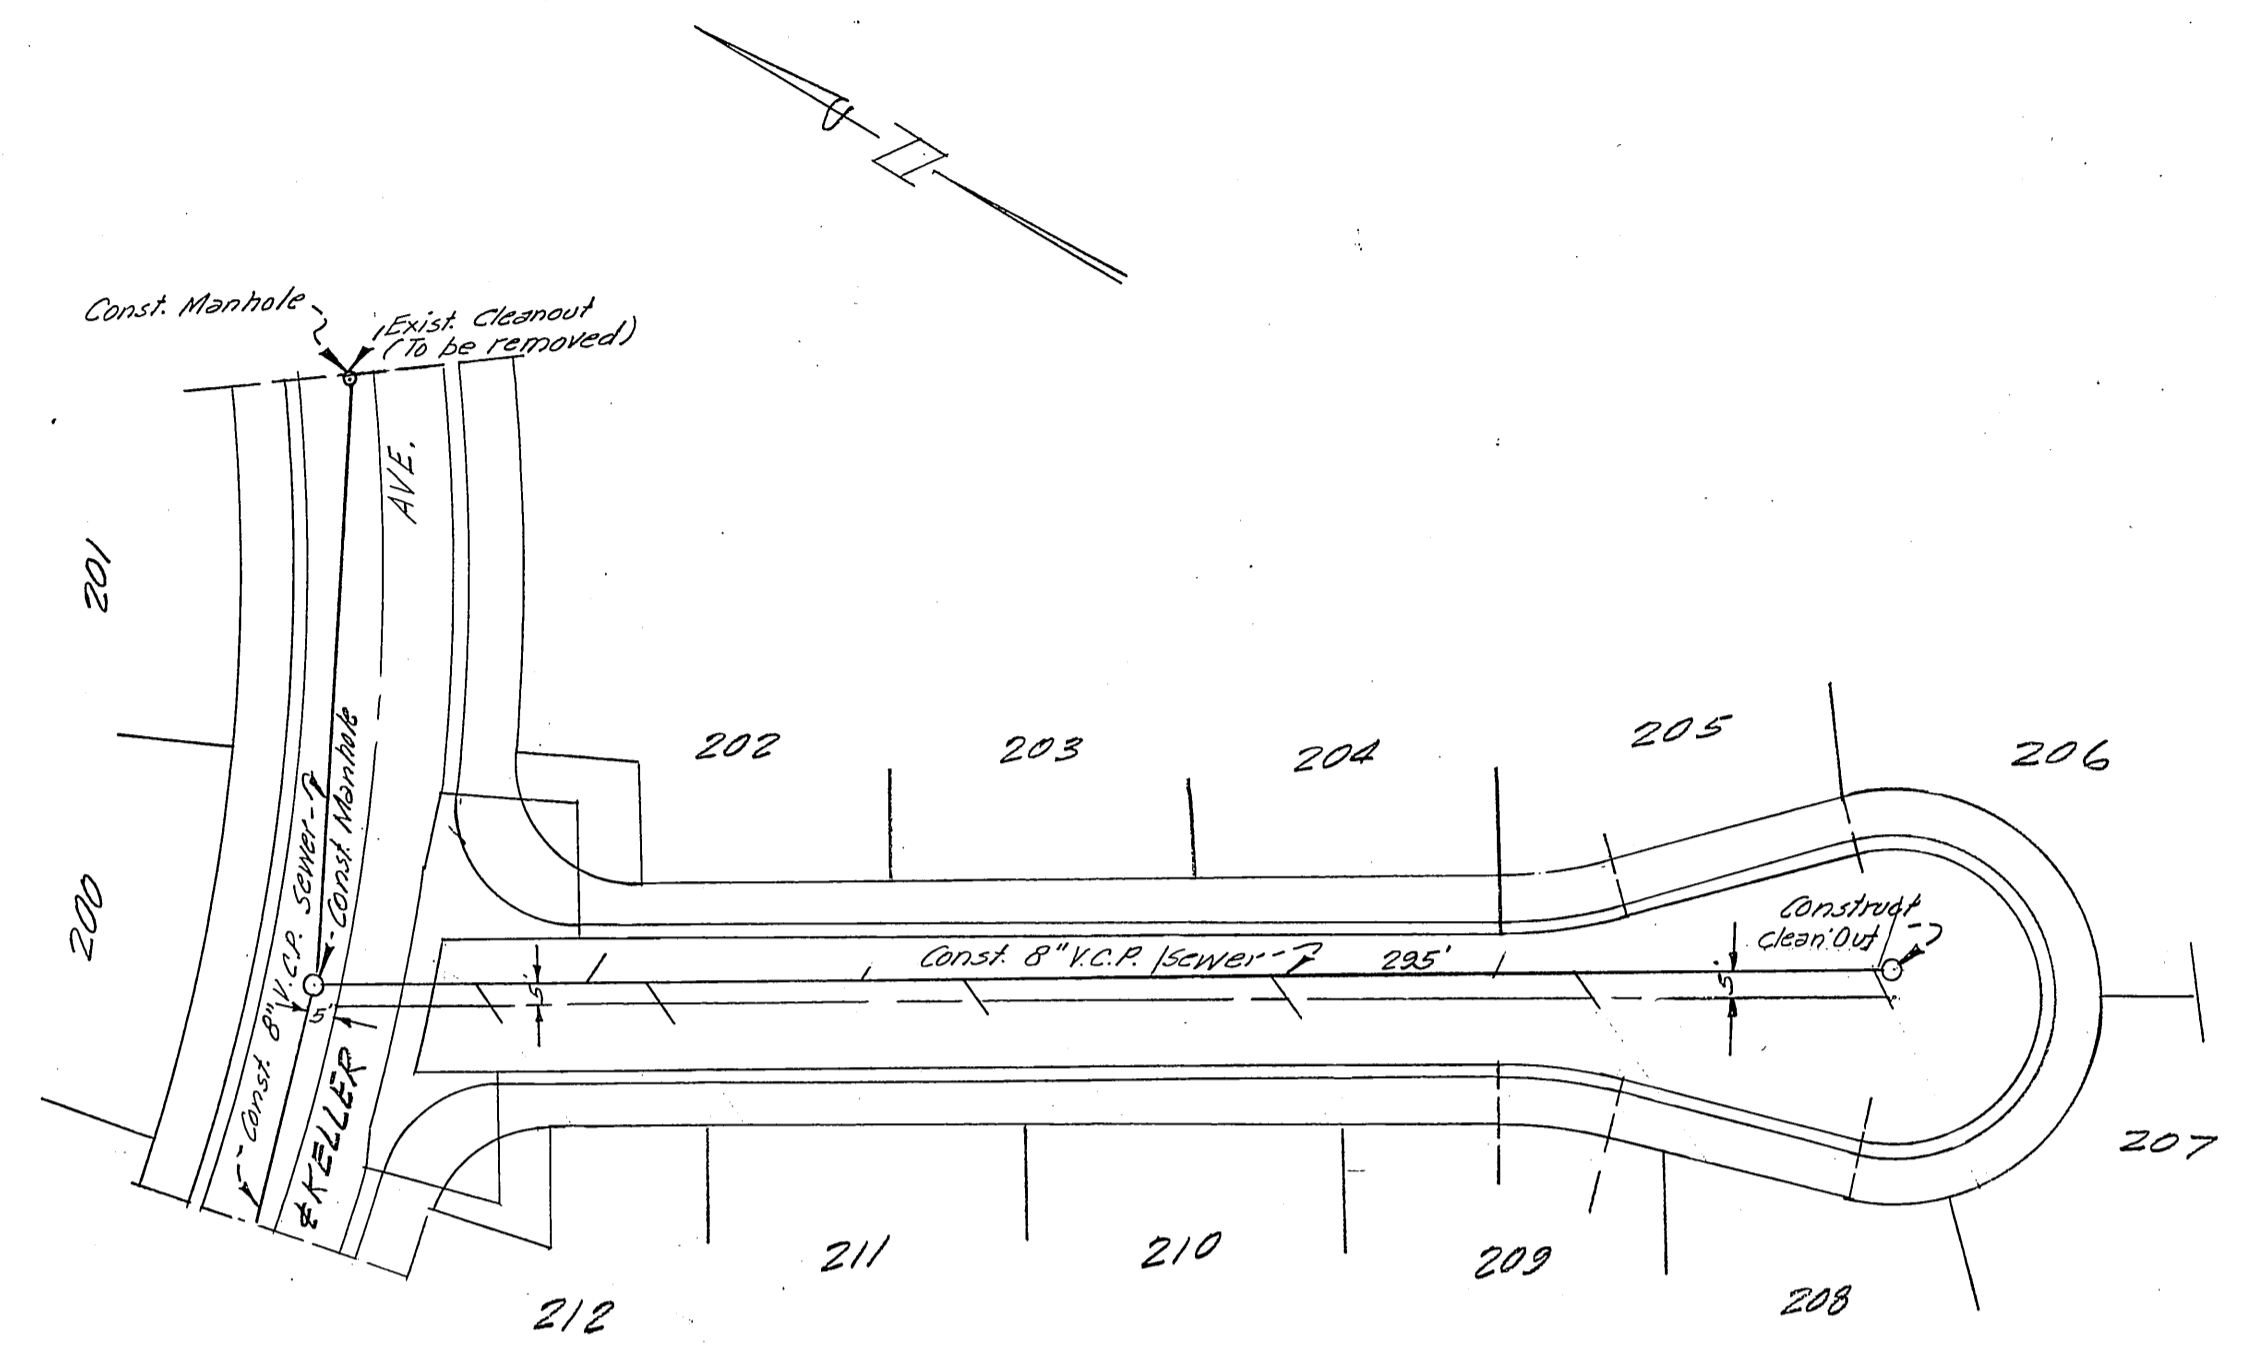 N
Const. Manhole
Exist. Cleanout
(To be removed)
AVE.
201
200
Const. 8" V.C.P. Sewer
Const. Manhole
5'
℄ KELLER
202
203
204
205
206
Const. 8" V.C.P. Sewer 295'
5'
5'
Construct
Clean Out
207
208
209
210
211
212